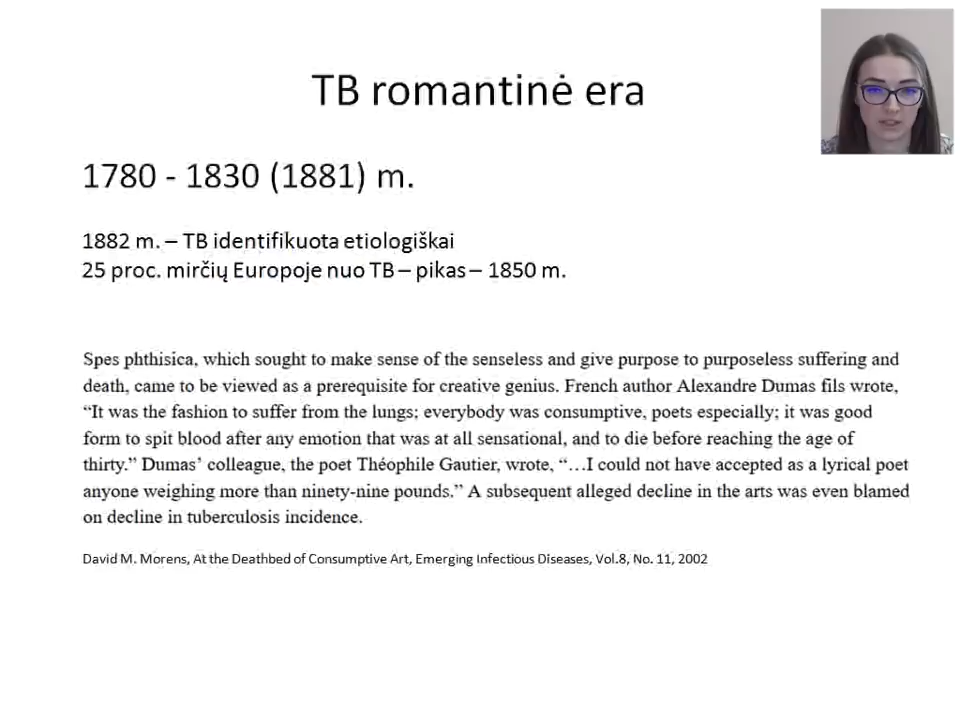 TB romantinė era
1780 - 1830 (1881) m.
1882 m. – TB identifikuota etiologiškai
25 proc. mirčių Europoje nuo TB – pikas – 1850 m.
Spes phthisica, which sought to make sense of the senseless and give purpose to purposeless suffering and
death, came to be viewed as a prerequisite for creative genius. French author Alexandre Dumas fils wrote,
“It was the fashion to suffer from the lungs; everybody was consumptive, poets especially; it was good
form to spit blood after any emotion that was at all sensational, and to die before reaching the age of
thirty.” Dumas’ colleague, the poet Théophile Gautier, wrote, “…I could not have accepted as a lyrical poet
anyone weighing more than ninety-nine pounds.” A subsequent alleged decline in the arts was even blamed
on decline in tuberculosis incidence.
David M. Morens, At the Deathbed of Consumptive Art, Emerging Infectious Diseases, Vol.8, No. 11, 2002